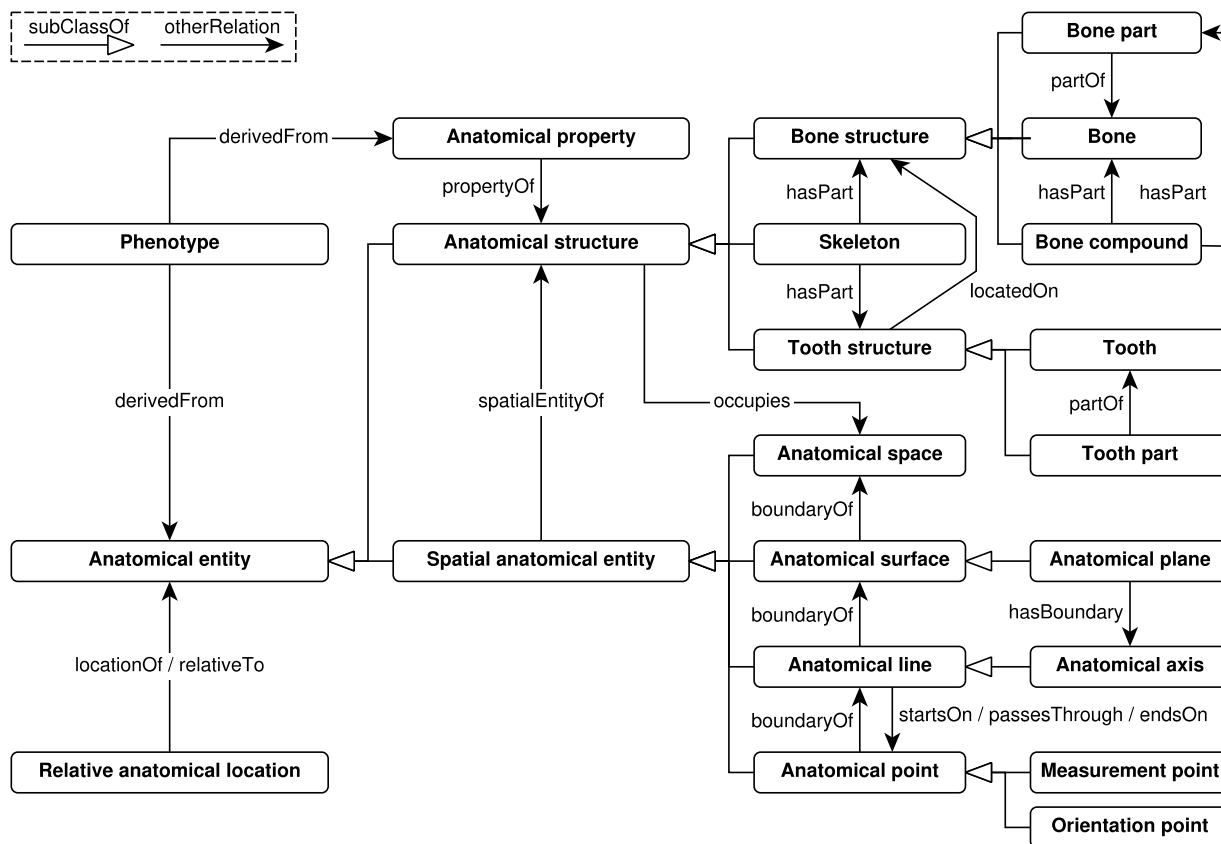 subClassOf
otherRelation
Bone part
partOf
derivedFrom
Anatomical property
Bone structure
Bone
propertyOf
hasPart
hasPart
hasPart
Phenotype
Anatomical structure
Skeleton
Bone compound
hasPart
locatedOn
Tooth structure
Tooth
derivedFrom
spatialEntityOf
occupies
partOf
Anatomical space
Tooth part
boundaryOf
Anatomical entity
Spatial anatomical entity
Anatomical surface
Anatomical plane
boundaryOf
hasBoundary
locationOf / relativeTo
Anatomical line
Anatomical axis
boundaryOf
startsOn / passesThrough / endsOn
Relative anatomical location
Anatomical point
Measurement point
Orientation point